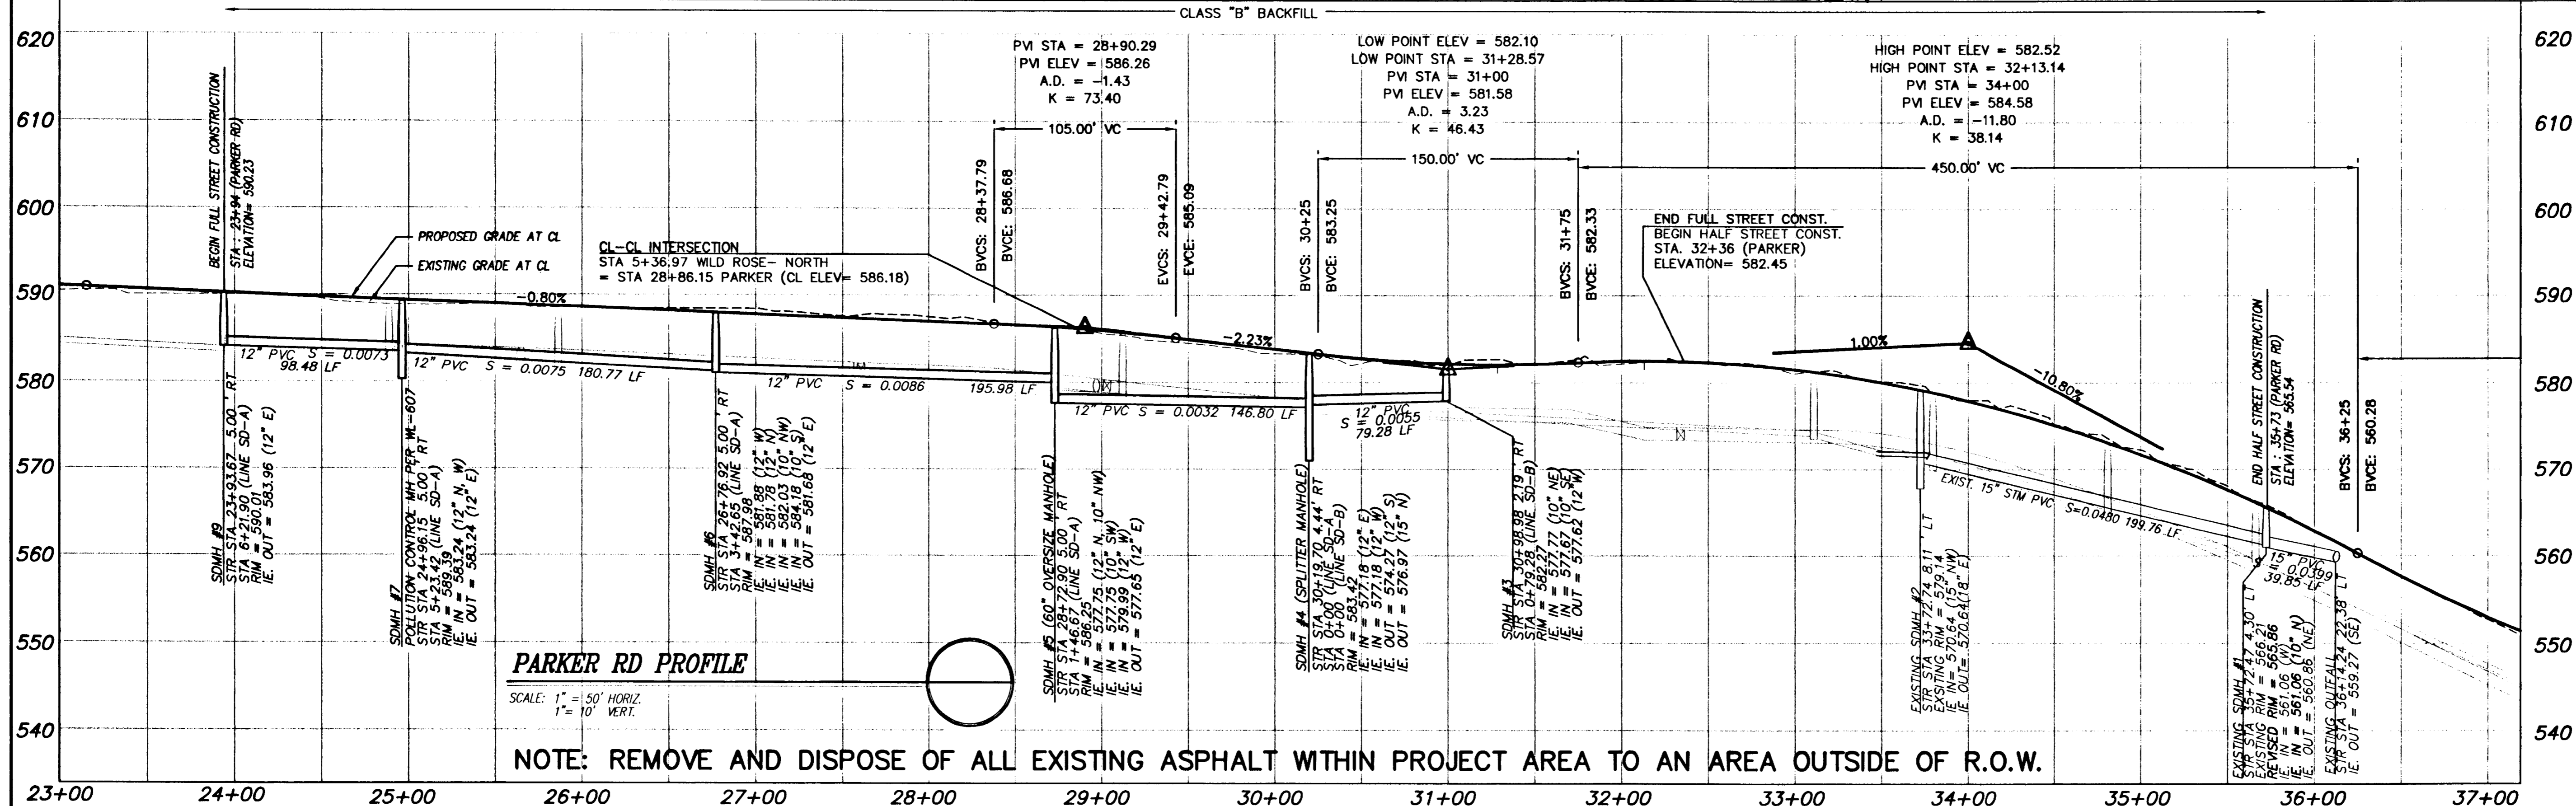 CLASS "B" BACKFILL
620
610
600
590
580
570
560
550
540
620
610
600
590
580
570
560
550
540
BEGIN FULL STREET CONSTRUCTION
STA : 23+94 (PARKER RD)
ELEVATION= 590.23
PROPOSED GRADE AT CL
EXISTING GRADE AT CL
CL-CL INTERSECTION
STA 5+36.97 WILD ROSE- NORTH
= STA 28+86.15 PARKER (CL ELEV= 586.18)
PVI STA = 28+90.29
PVI ELEV = 586.26
A.D. = -1.43
K = 73.40
105.00' VC
BVCS: 28+37.79
BVCE: 586.68
EVCS: 29+42.79
EVCE: 585.09
LOW POINT ELEV = 582.10
LOW POINT STA = 31+28.57
PVI STA = 31+00
PVI ELEV = 581.58
A.D. = 3.23
K = 46.43
150.00' VC
BVCS: 30+25
BVCE: 583.25
BVCS: 31+75
BVCE: 582.33
HIGH POINT ELEV = 582.52
HIGH POINT STA = 32+13.14
PVI STA = 34+00
PVI ELEV = 584.58
A.D. = -11.80
K = 38.14
450.00' VC
END FULL STREET CONST.
BEGIN HALF STREET CONST.
STA. 32+36 (PARKER)
ELEVATION= 582.45
END HALF STREET CONSTRUCTION
STA : 35+73 (PARKER RD)
ELEVATION= 565.54
BVCS: 36+25
BVCE: 560.28
-0.80%
-2.23%
1.00%
-10.80%
12" PVC S = 0.0073
98.48 LF
12" PVC S = 0.0075 180.77 LF
12" PVC S = 0.0086 195.98 LF
12" PVC S = 0.0032 146.80 LF
12" PVC
S = 0.0055
79.28 LF
EXIST. 15" STM PVC S=0.0480 199.76 LF
15" PVC
S = 0.0399
39.85 LF
SDMH #9
STR STA 23+93.67 5.00 ' RT
STA 6+21.90 (LINE SD-A)
RIM = 590.01
IE. OUT = 583.96 (12" E)
SDMH #7
POLLUTION CONTROL MH PER WL-607
STR STA 24+96.15 5.00 ' RT
STA 5+23.42 (LINE SD-A)
RIM = 589.39
IE. IN = 583.24 (12" N, W)
IE. OUT = 583.24 (12" E)
SDMH #6
STR STA 26+76.92 5.00 ' RT
STA 3+42.65 (LINE SD-A)
RIM = 587.98
IE. IN = 581.88 (12" W)
IE. IN = 581.78 (12" N)
IE. IN = 582.03 (10" NW)
IE. IN = 584.18 (10" S)
IE. OUT = 581.68 (12" E)
SDMH #5 (60" OVERSIZE MANHOLE)
STR STA 28+72.90 5.00 ' RT
STA 1+46.67 (LINE SD-A)
RIM = 586.25
IE. IN = 577.75 (12" N, 10" NW)
IE. IN = 577.75 (10" SW)
IE. IN = 579.99 (12" W)
IE. OUT = 577.65 (12" E)
SDMH #4 (SPLITTER MANHOLE)
STR STA 30+19.70 4.44' RT
STA 0+00 (LINE SD-A
STA 0+00 (LINE SD-B)
RIM = 583.42
IE. IN = 577.18 (12" E)
IE. IN = 577.18 (12" W)
IE. OUT = 574.27 (12" S)
IE. OUT = 576.97 (15" N)
SDMH #3
STR STA 30+98.98 2.19 ' RT
STA 0+79.28 (LINE SD-B)
RIM = 582.27
IE. IN = 577.77 (10" NE)
IE. IN = 577.67 (10" SE)
IE. OUT = 577.62 (12"W)
EXISTING SDMH #2
STR STA 33+72.74 8.11 ' LT
EXSITING RIM = 579.14
IE IN= 570.64 (15" NW)
IE. OUT= 570.64(18" E)
EXISTING SDMH #1
STR STA 35+72.47 4.30' LT
EXISTING RIM = 566.21
REVISED RIM = 565.86
IE. IN = 561.06 (W)
IE. IN = 561.06 (10" N)
IE. OUT = 560.86 (NE)
EXISTING OUTFALL
STR STA 36+14.24 22.38' LT
IE. OUT = 559.27 (SE)
PARKER RD PROFILE
SCALE: 1" = 50' HORIZ.
1"= 10' VERT.
NOTE: REMOVE AND DISPOSE OF ALL EXISTING ASPHALT WITHIN PROJECT AREA TO AN AREA OUTSIDE OF R.O.W.
23+00 24+00 25+00 26+00 27+00 28+00 29+00 30+00 31+00 32+00 33+00 34+00 35+00 36+00 37+00